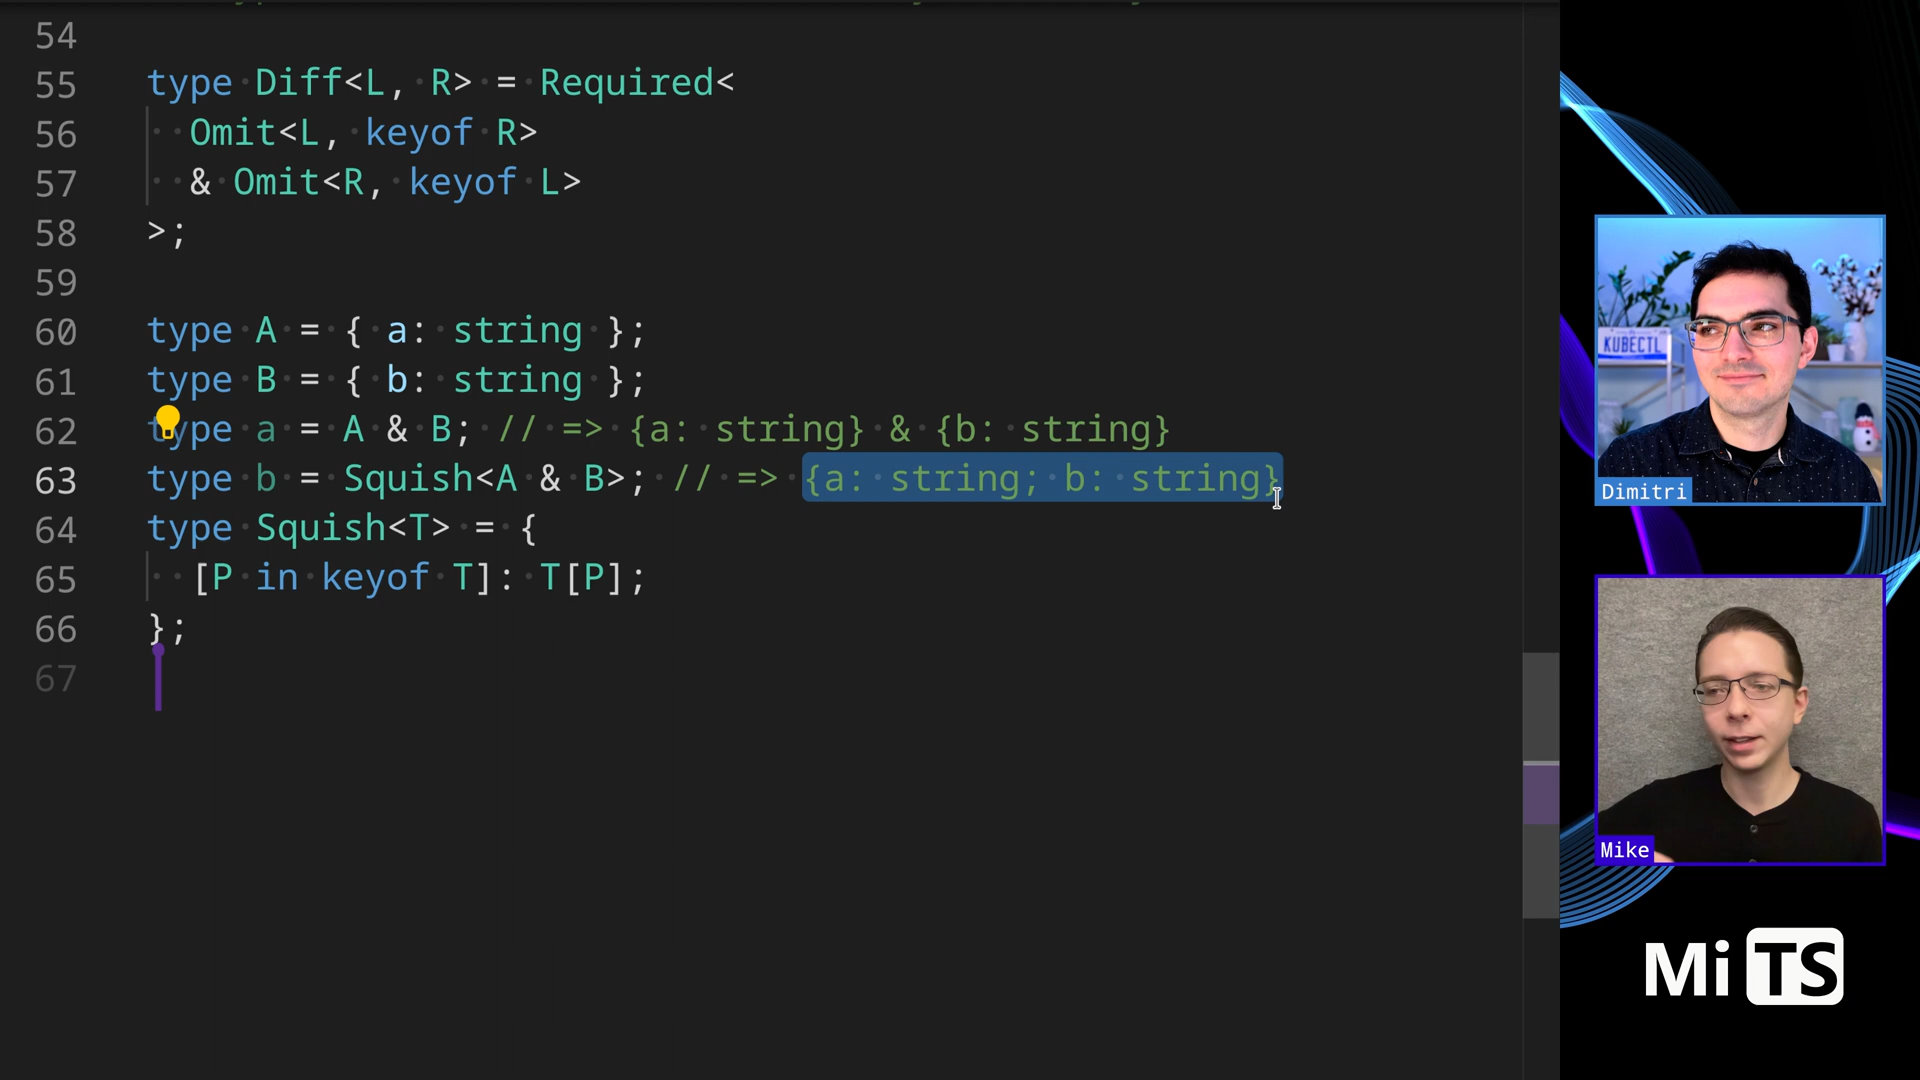 54
55 type Diff<L, R> = Required<
56 Omit<L, keyof R>
57 & Omit<R, keyof L>
58 >;
59
60 type A = { a: string };
61 type B = { b: string };
62 type a = A & B; // => {a: string} & {b: string}
63 type b = Squish<A & B>; // => {a: string; b: string}
64 type Squish<T> = {
65 [P in keyof T]: T[P];
66 };
67
KUBECTL
Dimitri
Mike
Mi TS